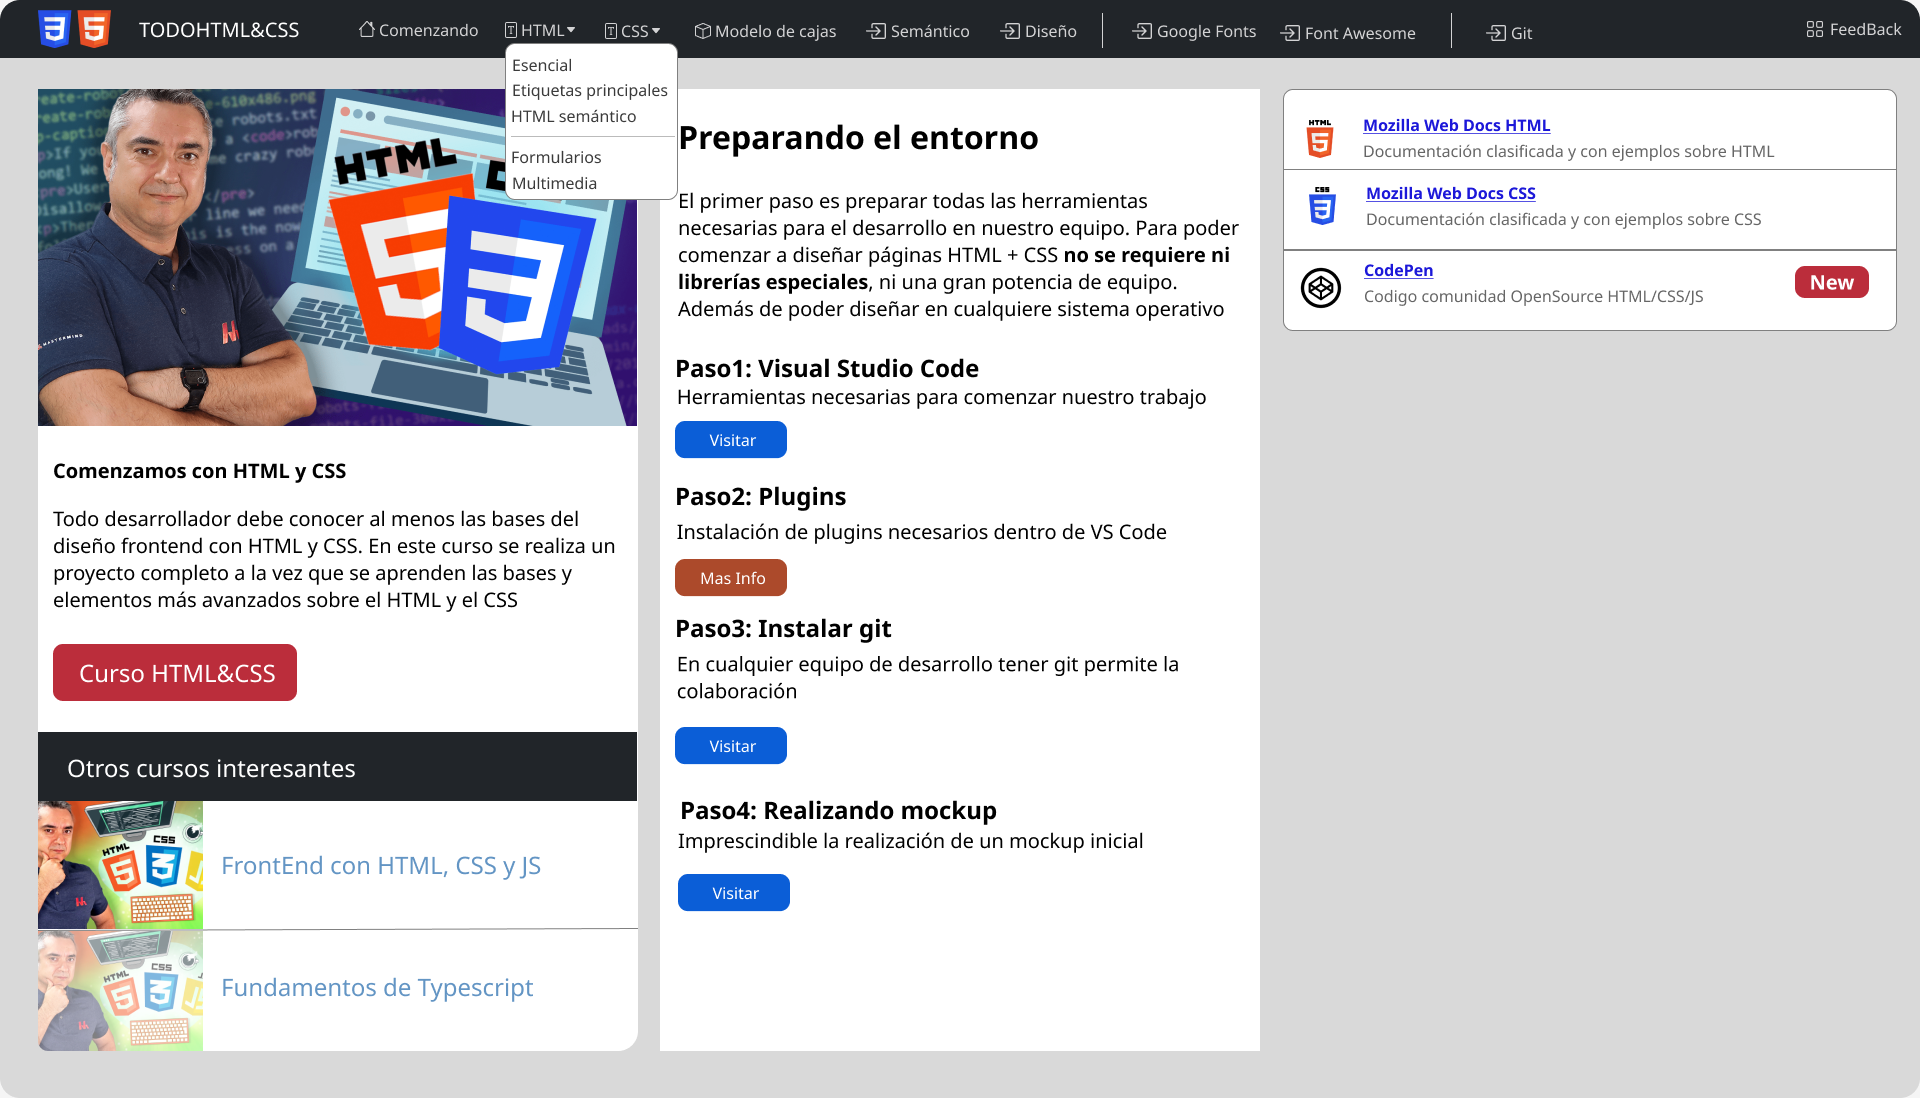 TODOHTML&CSS
Comenzando
HTML
CSS
Modelo de cajas
Semántico
Diseño
Google Fonts
Font Awesome
Git
FeedBack
Esencial
Etiquetas principales
HTML semántico
Formularios
Multimedia
HTML
Comenzamos con HTML y CSS
Todo desarrollador debe conocer al menos las bases del
diseño frontend con HTML y CSS. En este curso se realiza un
proyecto completo a la vez que se aprenden las bases y
elementos más avanzados sobre el HTML y el CSS
Curso HTML&CSS
Otros cursos interesantes
HTML
CSS
FrontEnd con HTML, CSS y JS
HTML
CSS
Fundamentos de Typescript
Preparando el entorno
El primer paso es preparar todas las herramientas
necesarias para el desarrollo en nuestro equipo. Para poder
comenzar a diseñar páginas HTML + CSS no se requiere ni
librerías especiales, ni una gran potencia de equipo.
Además de poder diseñar en cualquiere sistema operativo
Paso1: Visual Studio Code
Herramientas necesarias para comenzar nuestro trabajo
Visitar
Paso2: Plugins
Instalación de plugins necesarios dentro de VS Code
Mas Info
Paso3: Instalar git
En cualquier equipo de desarrollo tener git permite la
colaboración
Visitar
Paso4: Realizando mockup
Imprescindible la realización de un mockup inicial
Visitar
HTML
Mozilla Web Docs HTML
Documentación clasificada y con ejemplos sobre HTML
CSS
Mozilla Web Docs CSS
Documentación clasificada y con ejemplos sobre CSS
CodePen
Codigo comunidad OpenSource HTML/CSS/JS
New